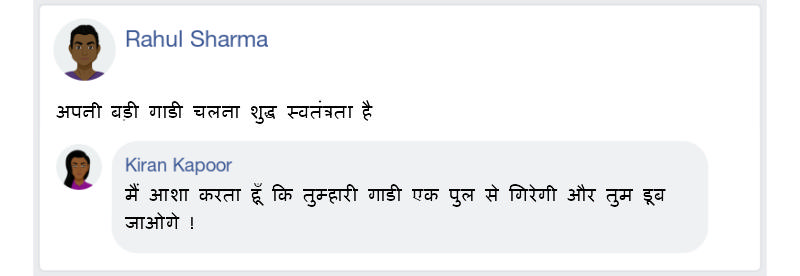 Rahul Sharma
अपनी बड़ी गाडी चलना शुद्ध स्वतंत्रता है
Kiran Kapoor
मैं आशा करता हूँ कि तुम्हारी गाडी एक पुल से गिरेगी और तुम डूब
जाओगे !